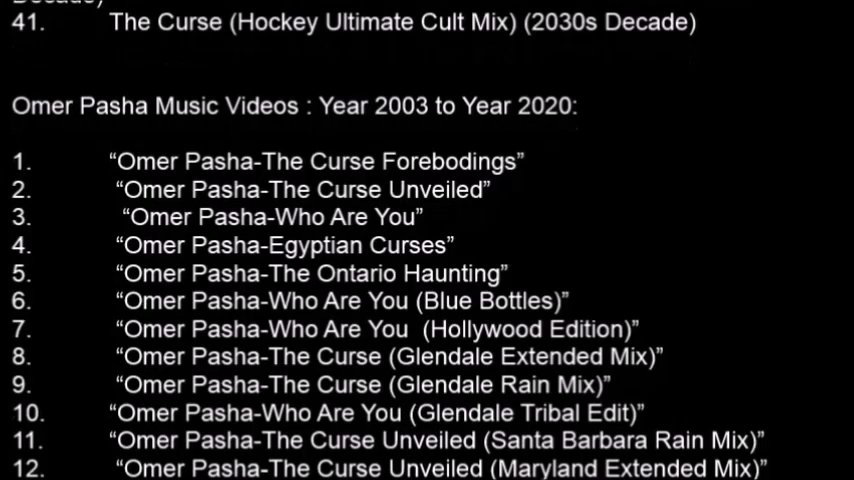 Decade)
41. The Curse (Hockey Ultimate Cult Mix) (2030s Decade)
Omer Pasha Music Videos : Year 2003 to Year 2020:
1. “Omer Pasha-The Curse Forebodings”
2. “Omer Pasha-The Curse Unveiled”
3. “Omer Pasha-Who Are You”
4. “Omer Pasha-Egyptian Curses”
5. “Omer Pasha-The Ontario Haunting”
6. “Omer Pasha-Who Are You (Blue Bottles)”
7. “Omer Pasha-Who Are You  (Hollywood Edition)”
8. “Omer Pasha-The Curse (Glendale Extended Mix)”
9. “Omer Pasha-The Curse (Glendale Rain Mix)”
10. “Omer Pasha-Who Are You (Glendale Tribal Edit)”
11. “Omer Pasha-The Curse Unveiled (Santa Barbara Rain Mix)”
12. “Omer Pasha-The Curse Unveiled (Maryland Extended Mix)”